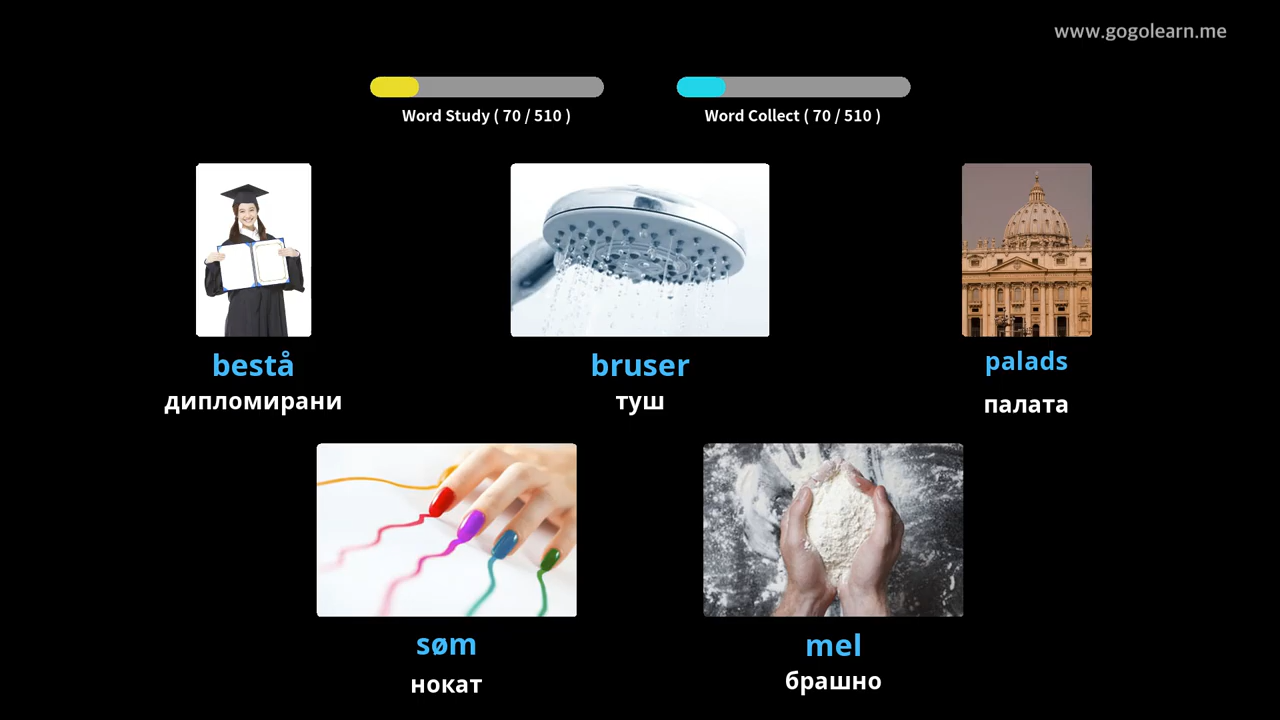 www.gogolearn.me
Word Study ( 70 / 510 )
Word Collect ( 70 / 510 )
bestå
дипломирани
bruser
туш
palads
палата
søm
нокат
mel
брашно